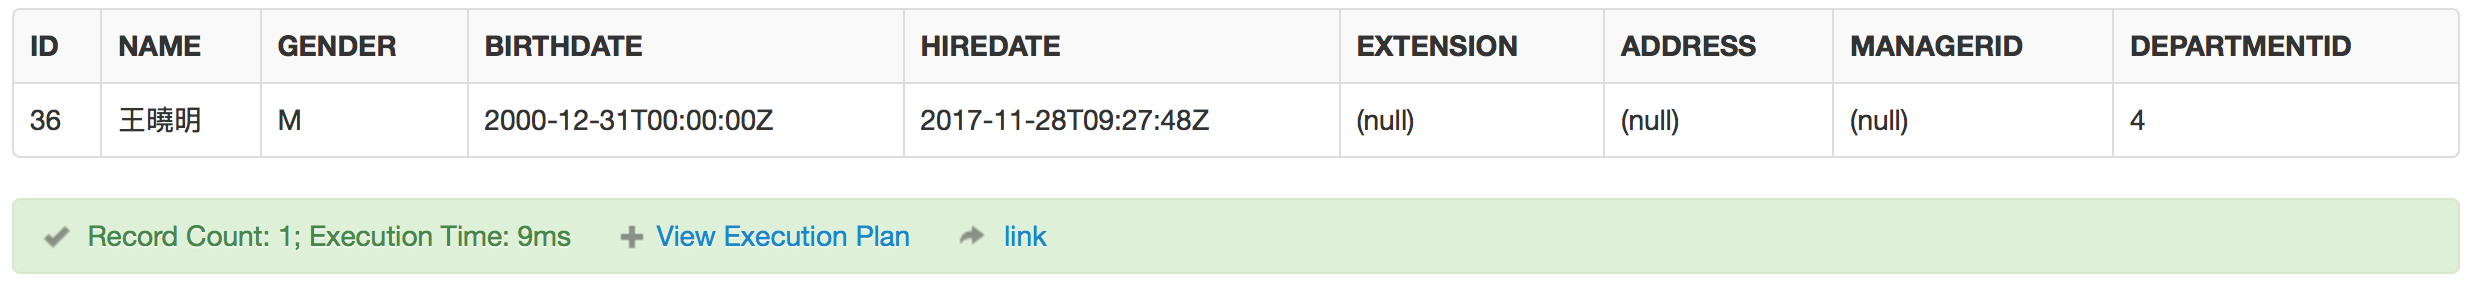 ID NAME GENDER BIRTHDATE HIREDATE EXTENSION ADDRESS MANAGERID DEPARTMENTID
36 王曉明 M 2000-12-31T00:00:00Z 2017-11-28T09:27:48Z (null) (null) (null) 4
Record Count: 1; Execution Time: 9ms View Execution Plan link